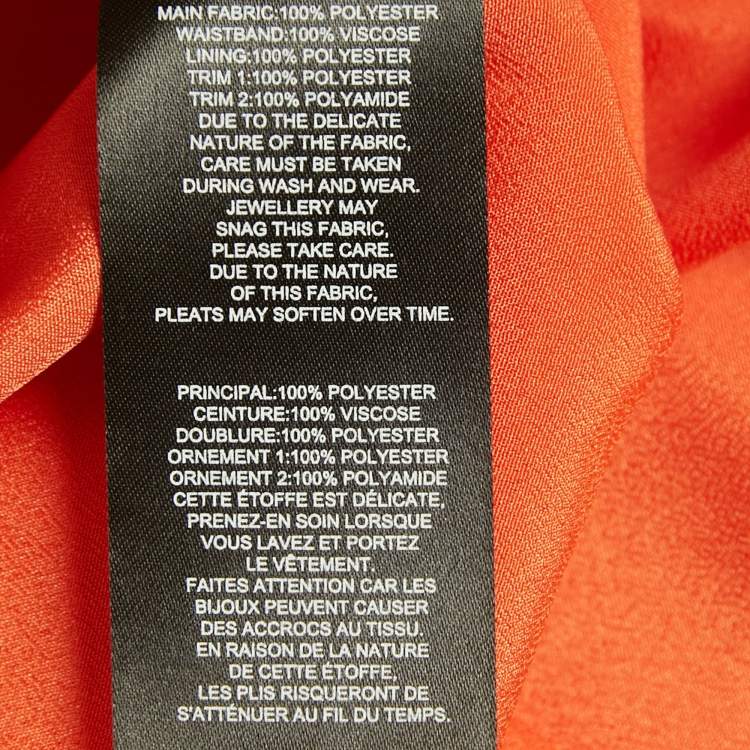 MAIN FABRIC:100% POLYESTER
WAISTBAND:100% VISCOSE
LINING:100% POLYESTER
TRIM 1:100% POLYESTER
TRIM 2:100% POLYAMIDE
DUE TO THE DELICATE
NATURE OF THE FABRIC,
CARE MUST BE TAKEN
DURING WASH AND WEAR.
JEWELLERY MAY
SNAG THIS FABRIC,
PLEASE TAKE CARE.
DUE TO THE NATURE
OF THIS FABRIC,
PLEATS MAY SOFTEN OVER TIME.
PRINCIPAL:100% POLYESTER
CEINTURE:100% VISCOSE
DOUBLURE:100% POLYESTER
ORNEMENT 1:100% POLYESTER
ORNEMENT 2:100% POLYAMIDE
CETTE ÉTOFFE EST DÉLICATE,
PRENEZ-EN SOIN LORSQUE
VOUS LAVEZ ET PORTEZ
LE VÊTEMENT.
FAITES ATTENTION CAR LES
BIJOUX PEUVENT CAUSER
DES ACCROCS AU TISSU.
EN RAISON DE LA NATURE
DE CETTE ÉTOFFE,
LES PLIS RISQUERONT DE
S'ATTÉNUER AU FIL DU TEMPS.